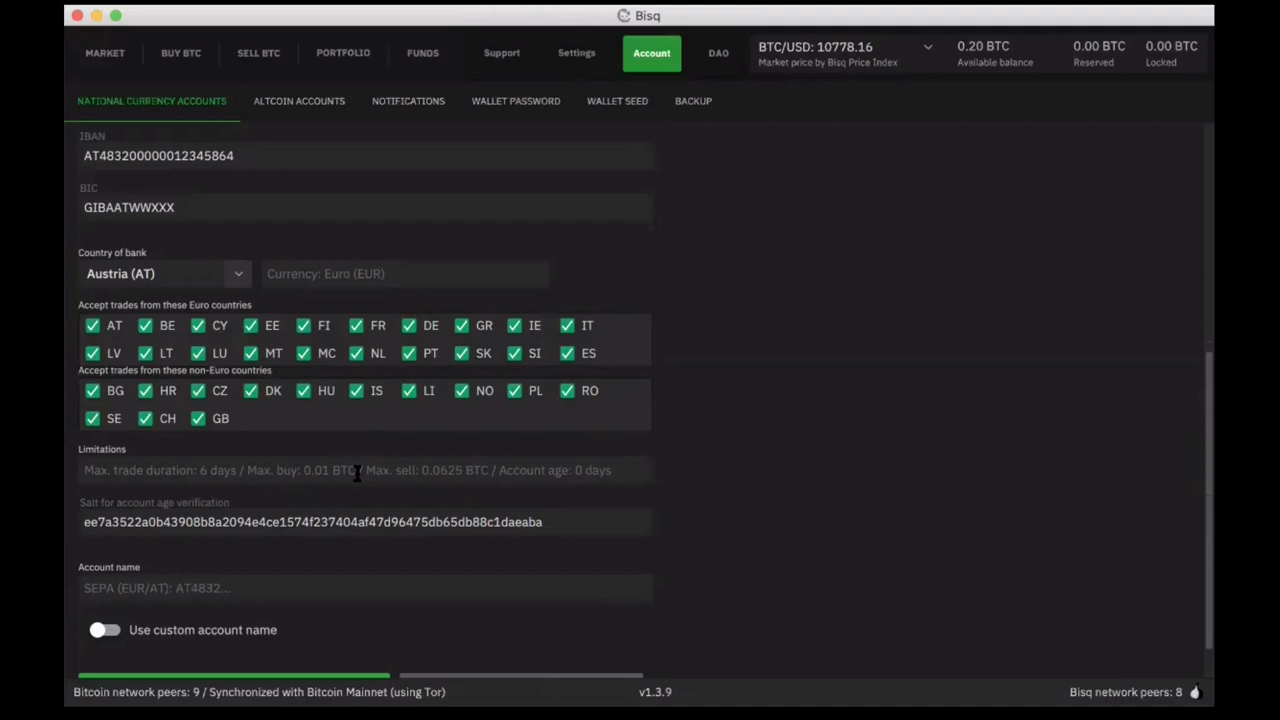 Bisq
MARKET BUY BTC SELL BTC PORTFOLIO FUNDS Support Settings Account DAO BTC/USD: 10778.16 0.20 BTC 0.00 BTC 0.00 BTC
Market price by Bisq Price Index Available balance Reserved Locked
NATIONAL CURRENCY ACCOUNTS ALTCOIN ACCOUNTS NOTIFICATIONS WALLET PASSWORD WALLET SEED BACKUP
IBAN
AT483200000012345864
BIC
GIBAATWWXXX
Country of bank
Austria (AT) Currency: Euro (EUR)
Accept trades from these Euro countries
AT BE CY EE FI FR DE GR IE IT
LV LT LU MT MC NL PT SK SI ES
Accept trades from these non-Euro countries
BG HR CZ DK HU IS LI NO PL RO
SE CH GB
Limitations
Max. trade duration: 6 days / Max. buy: 0.01 BTC / Max. sell: 0.0625 BTC / Account age: 0 days
Salt for account age verification
ee7a3522a0b43908b8a2094e4ce1574f237404af47d96475db65db88c1daeaba
Account name
SEPA (EUR/AT): AT4832...
Use custom account name
Bitcoin network peers: 9 / Synchronized with Bitcoin Mainnet (using Tor) v1.3.9 Bisq network peers: 8